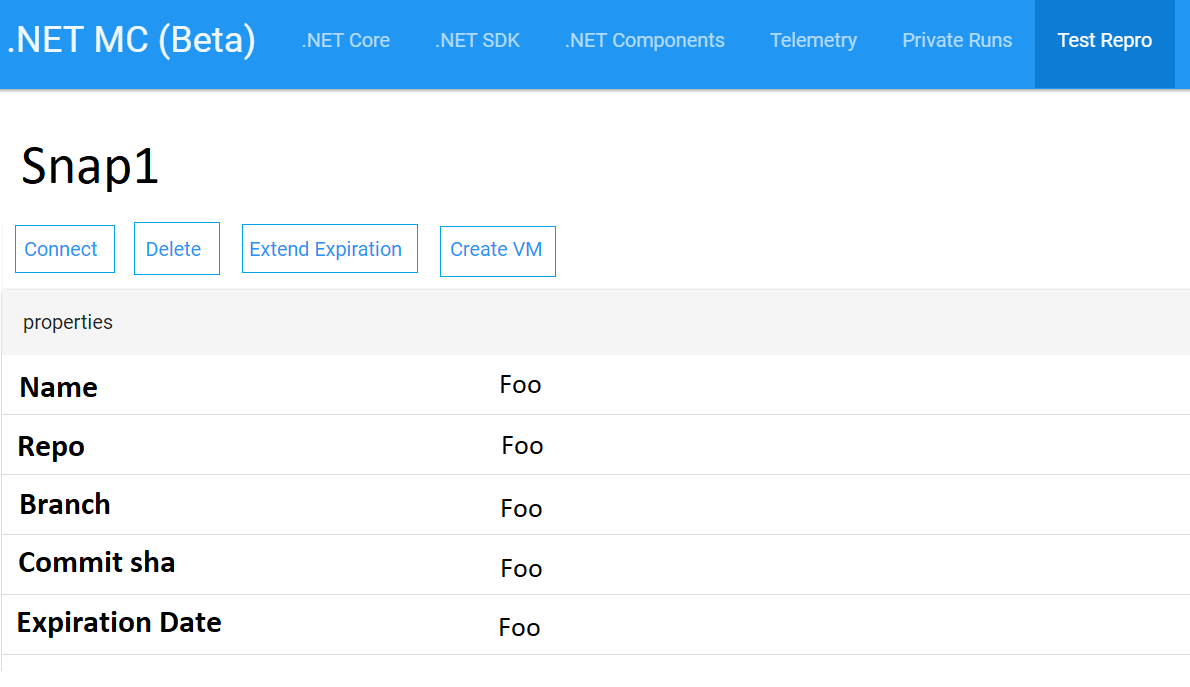 .NET MC (Beta) .NET Core .NET SDK .NET Components Telemetry Private Runs Test Repro
Snap1
Connect Delete Extend Expiration Create VM
properties
Name Foo
Repo Foo
Branch Foo
Commit sha Foo
Expiration Date Foo